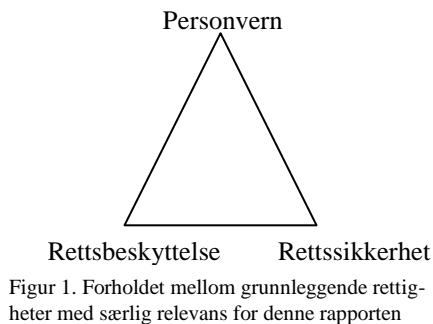 Personvern
Rettsbeskyttelse Rettssikkerhet
Figur 1. Forholdet mellom grunnleggende rettig-
heter med særlig relevans for denne rapporten